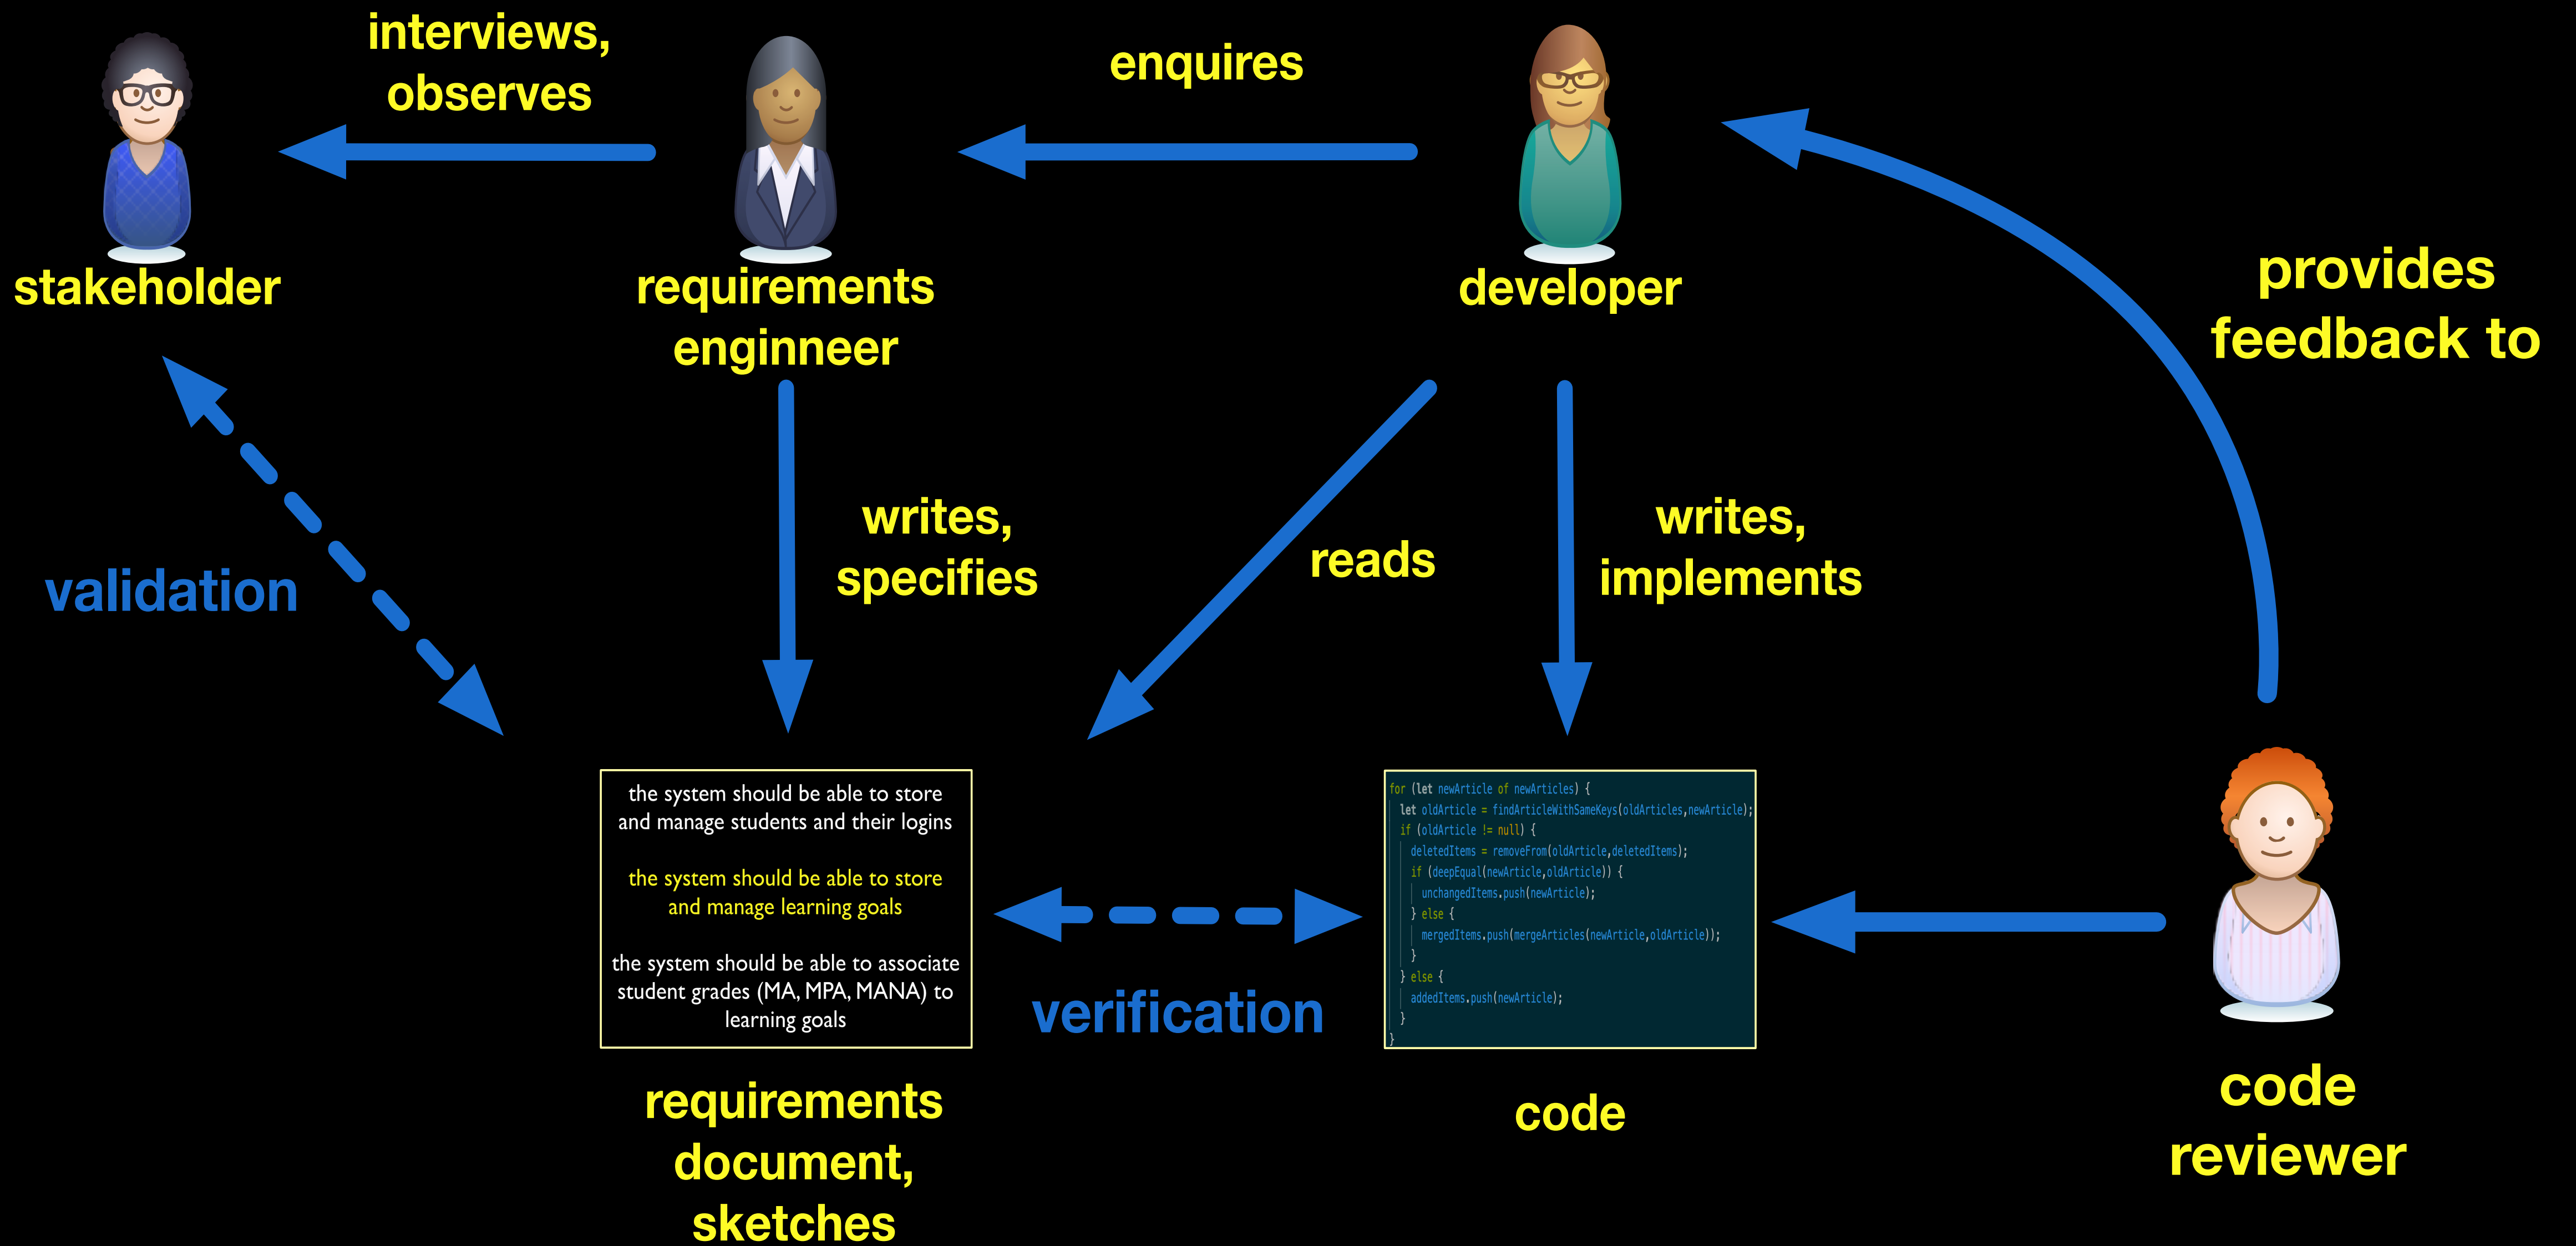 interviews,
observes
enquires
stakeholder
requirements
enginneer
developer
provides
feedback to
validation
writes,
specifies
reads
writes,
implements
the system should be able to store
and manage students and their logins
the system should be able to store
and manage learning goals
the system should be able to associate
student grades (MA, MPA, MANA) to
learning goals
verification
for (let newArticle of newArticles) {
let oldArticle = findArticleWithSameKeys(oldArticles,newArticle);
if (oldArticle != null) {
deletedItems = removeFrom(oldArticle,deletedItems);
if (deepEqual(newArticle,oldArticle)) {
unchangedItems.push(newArticle);
} else {
mergedItems.push(mergeArticles(newArticle,oldArticle));
}
} else {
addedItems.push(newArticle);
}
}
requirements
document,
sketches
code
code
reviewer